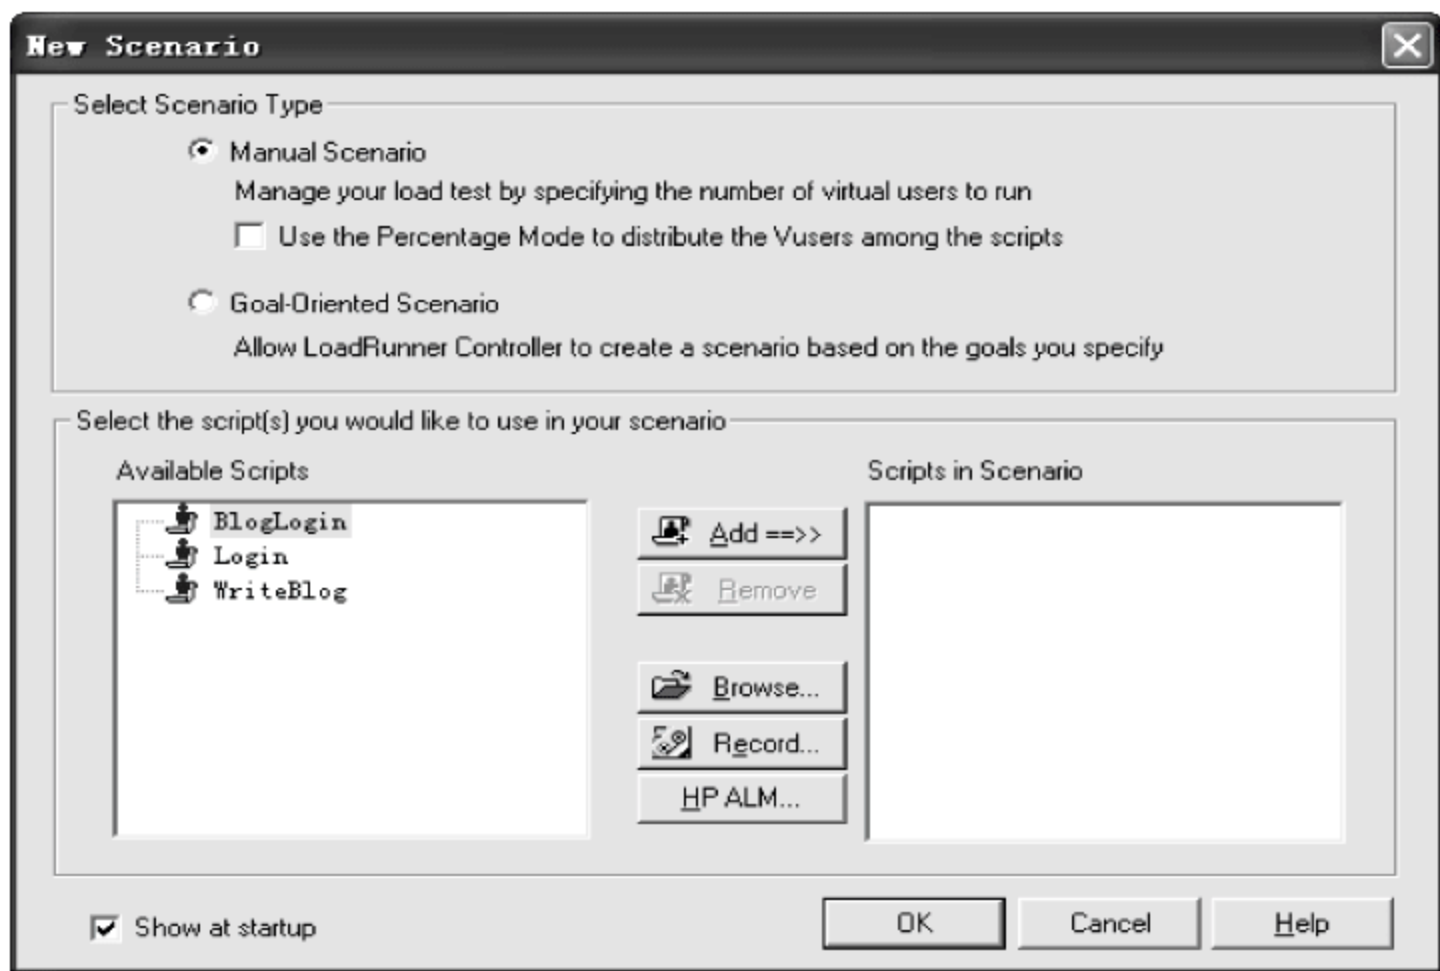 New Scenario
Select Scenario Type
Manual Scenario
Manage your load test by specifying the number of virtual users to run
Use the Percentage Mode to distribute the Vusers among the scripts
Goal-Oriented Scenario
Allow LoadRunner Controller to create a scenario based on the goals you specify
Select the script(s) you would like to use in your scenario
Available Scripts
BlogLogin
Login
WriteBlog
Add ==>>
Remove
Browse...
Record...
HP ALM...
Scripts in Scenario
Show at startup
OK
Cancel
Help